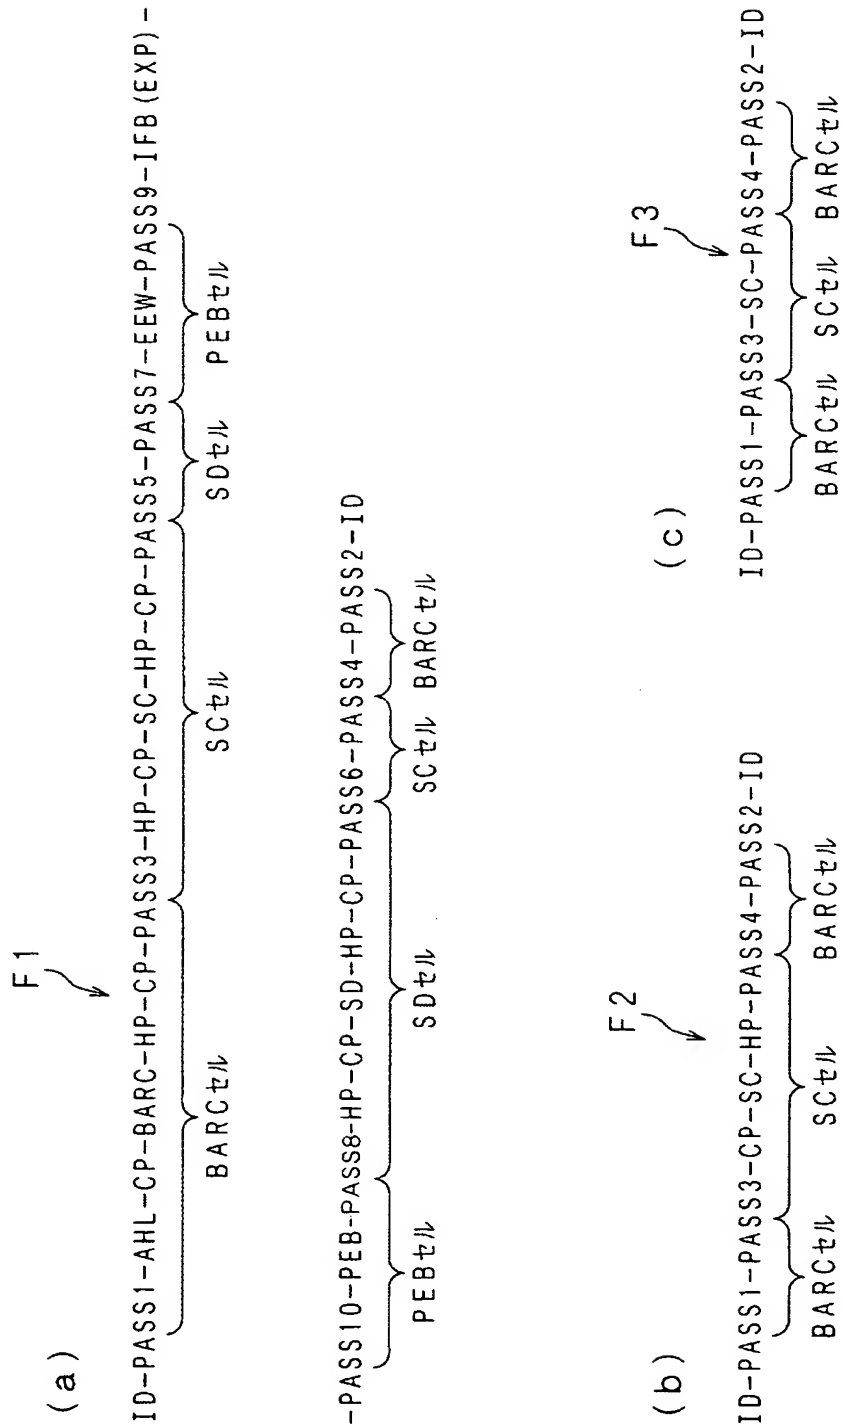 (a)
F1
ID-PASS1-AHL-CP-BARC-HP-CP-PASS3-HP-CP-SC-HP-CP-PASS5-PASS7-EEW-PASS9-IFB(EXP)-
BARCセル SCセル SDセル PEBセル
-PASS10-PEB-PASS8-HP-CP-SD-HP-CP-PASS6-PASS4-PASS2-ID
PEBセル SDセル SCセル BARCセル
(b)
F2
ID-PASS1-PASS3-CP-SC-HP-PASS4-PASS2-ID
BARCセル SCセル BARCセル
(c)
F3
ID-PASS1-PASS3-SC-PASS4-PASS2-ID
BARCセル SCセル BARCセル